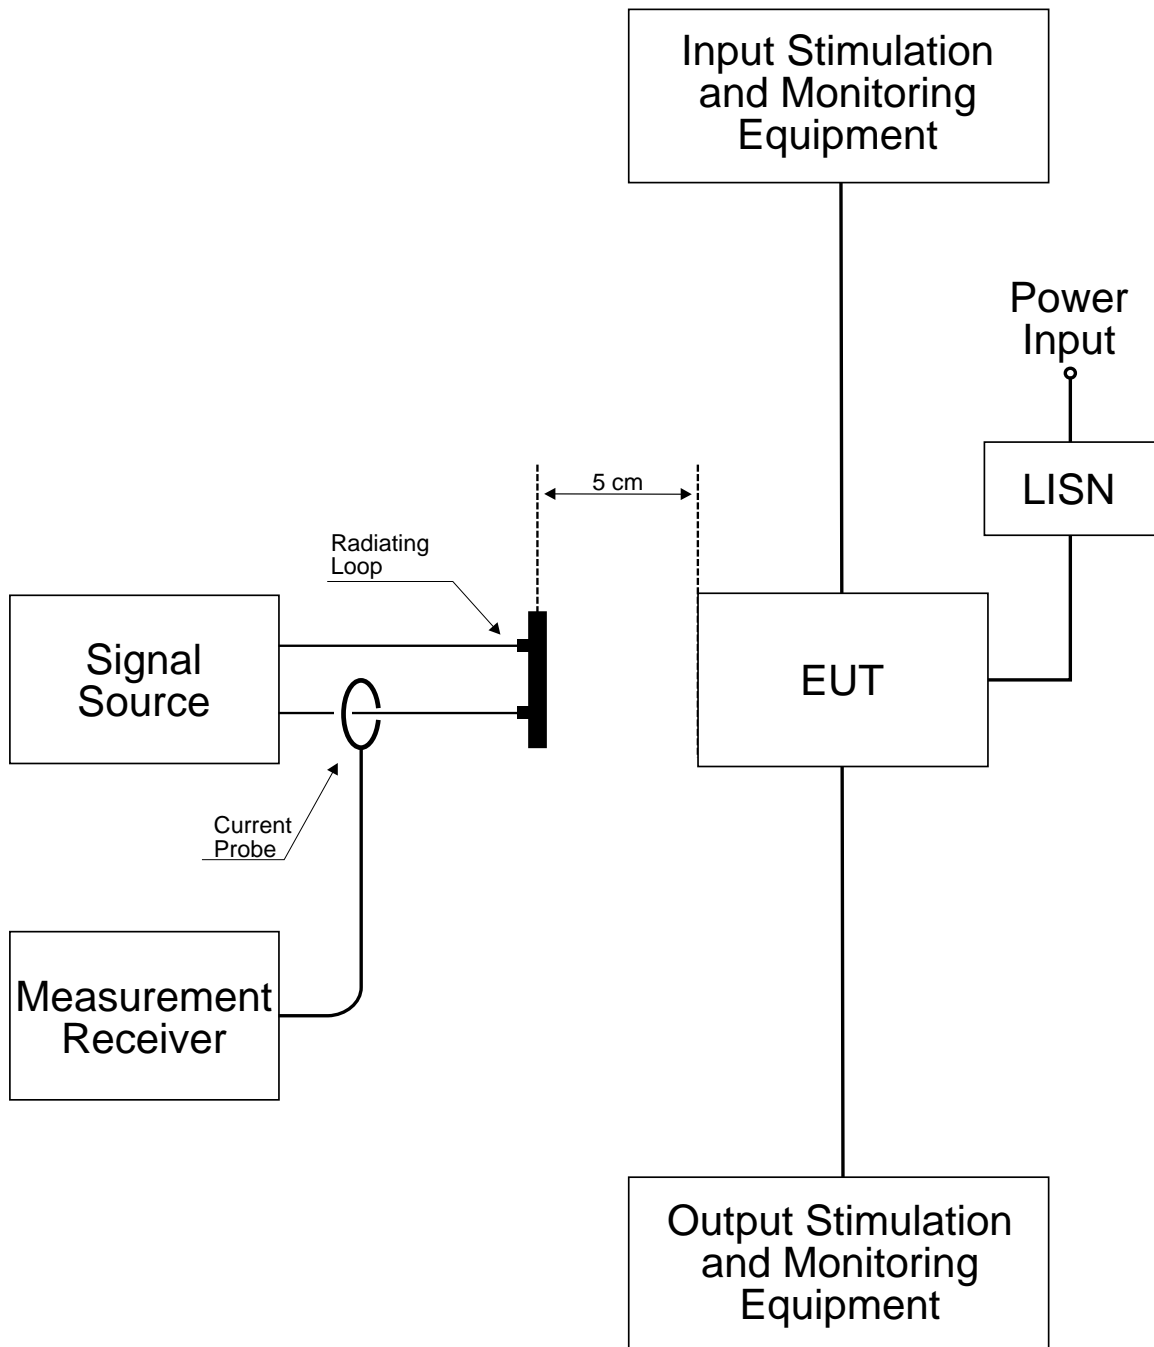 Input Stimulation
and Monitoring
Equipment
Power
Input
LISN
5 cm
Radiating
Loop
Signal
Source
EUT
Current
Probe
Measurement
Receiver
Output Stimulation
and Monitoring
Equipment